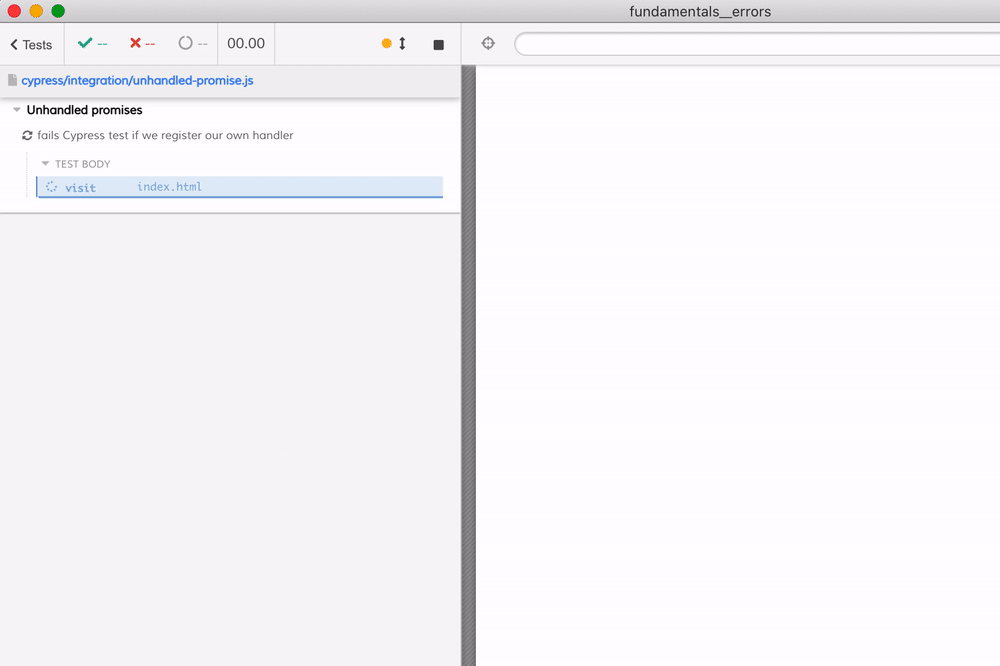 fundamentals__errors
Tests -- -- -- 00.00
cypress/integration/unhandled-promise.js
Unhandled promises
fails Cypress test if we register our own handler
TEST BODY
visit index.html